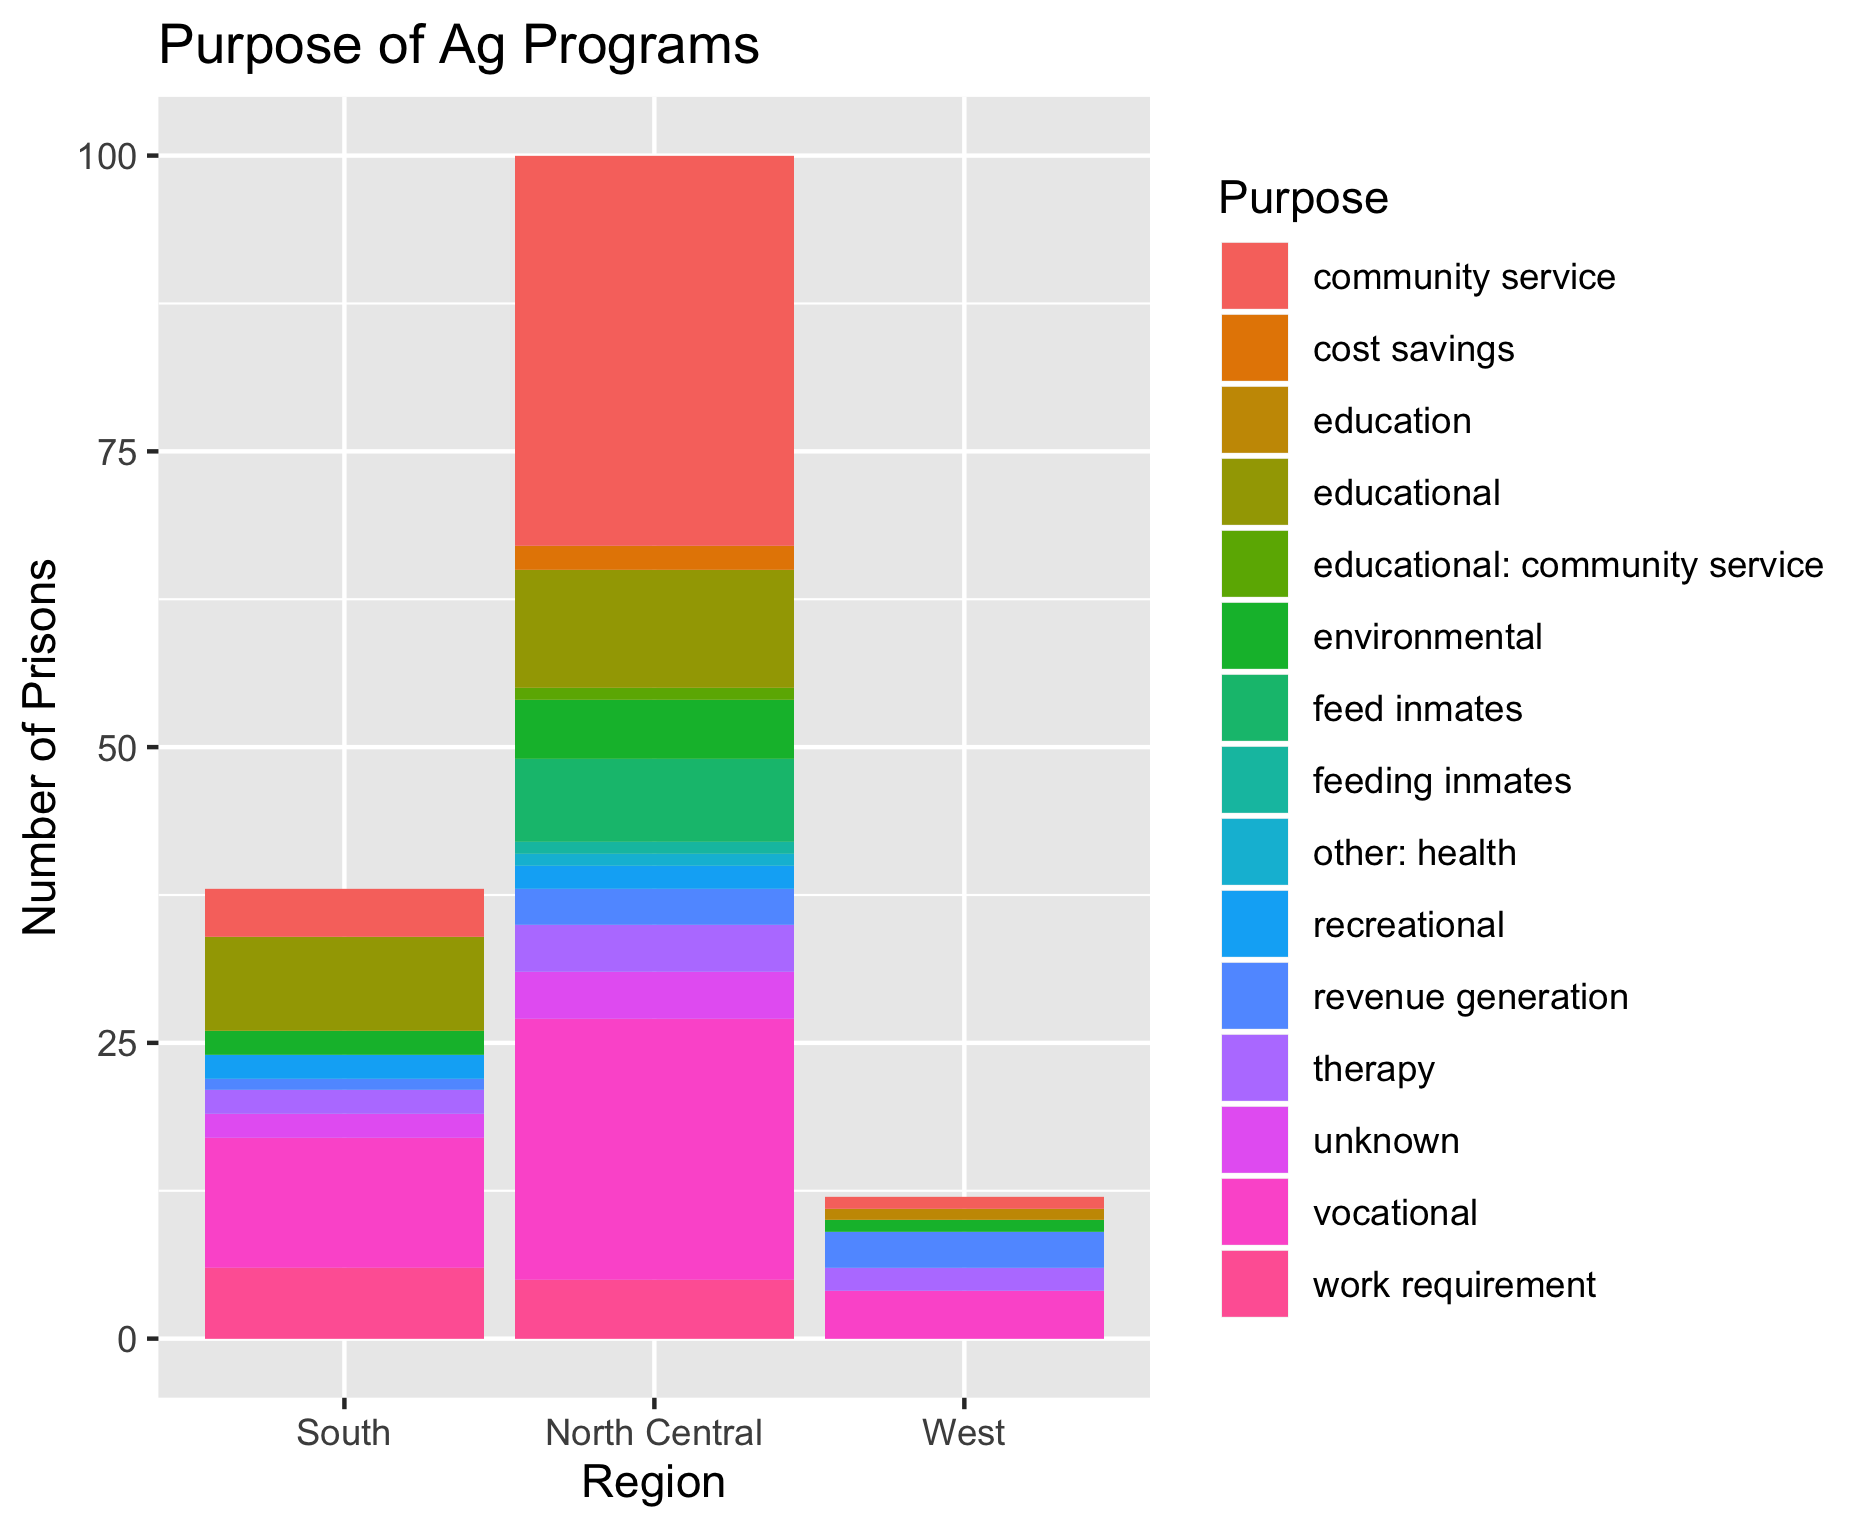 Purpose of Ag Programs
100
75
50
25
0
Number of Prisons
South
North Central
West
Region
Purpose
community service
cost savings
education
educational
educational: community service
environmental
feed inmates
feeding inmates
other: health
recreational
revenue generation
therapy
unknown
vocational
work requirement